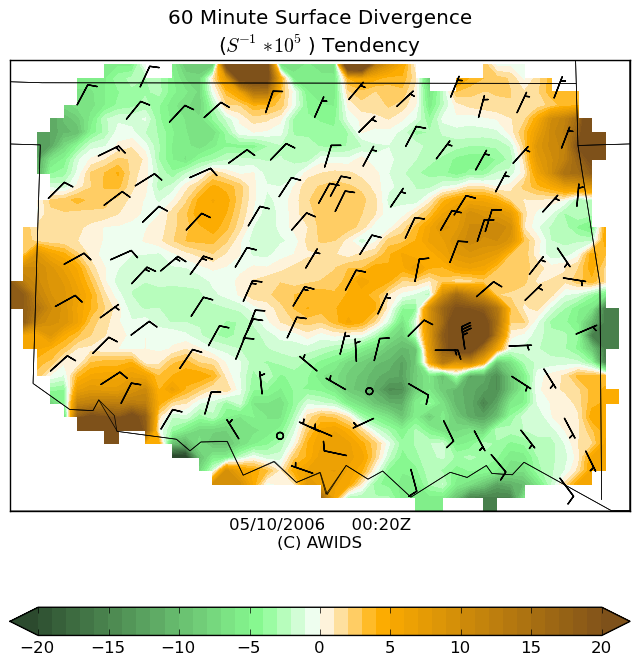 60 Minute Surface Divergence
(S⁻¹ *10⁵ ) Tendency
05/10/2006 00:20Z
(C) AWIDS
−20 −15 −10 −5 0 5 10 15 20